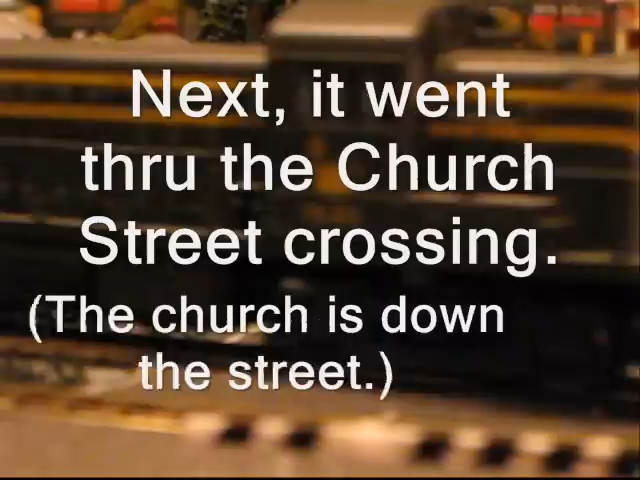 Next, it went
thru the Church
Street crossing.
(The church is down
the street.)